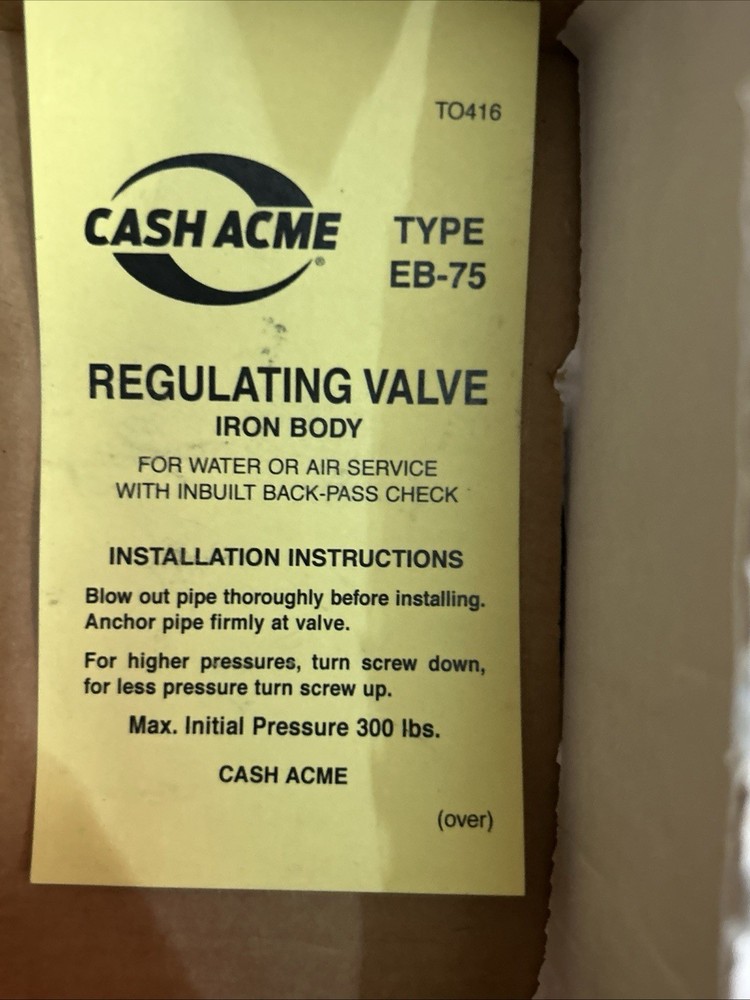 TO416
CASH ACME®
TYPE
EB-75
REGULATING VALVE
IRON BODY
FOR WATER OR AIR SERVICE
WITH INBUILT BACK-PASS CHECK
INSTALLATION INSTRUCTIONS
Blow out pipe thoroughly before installing.
Anchor pipe firmly at valve.
For higher pressures, turn screw down,
for less pressure turn screw up.
Max. Initial Pressure 300 lbs.
CASH ACME
(over)